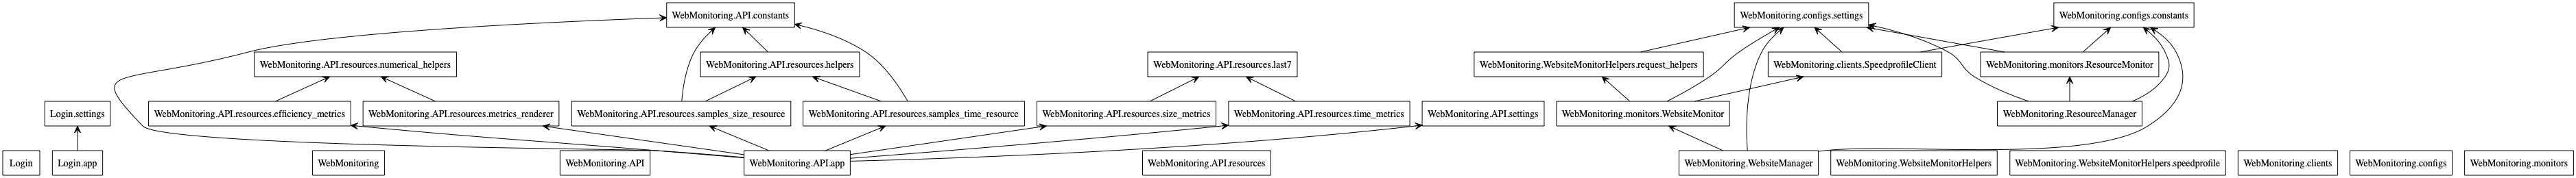 WebMonitoring.API.constants
WebMonitoring.configs.settings
WebMonitoring.configs.constants
WebMonitoring.API.resources.numerical_helpers
WebMonitoring.API.resources.helpers
WebMonitoring.API.resources.last7
WebMonitoring.WebsiteMonitorHelpers.request_helpers
WebMonitoring.clients.SpeedprofileClient
WebMonitoring.monitors.ResourceMonitor
Login.settings
WebMonitoring.API.resources.efficiency_metrics
WebMonitoring.API.resources.metrics_renderer
WebMonitoring.API.resources.samples_size_resource
WebMonitoring.API.resources.samples_time_resource
WebMonitoring.API.resources.size_metrics
WebMonitoring.API.resources.time_metrics
WebMonitoring.API.settings
WebMonitoring.monitors.WebsiteMonitor
WebMonitoring.ResourceManager
Login
Login.app
WebMonitoring
WebMonitoring.API
WebMonitoring.API.app
WebMonitoring.API.resources
WebMonitoring.WebsiteManager
WebMonitoring.WebsiteMonitorHelpers
WebMonitoring.WebsiteMonitorHelpers.speedprofile
WebMonitoring.clients
WebMonitoring.configs
WebMonitoring.monitors